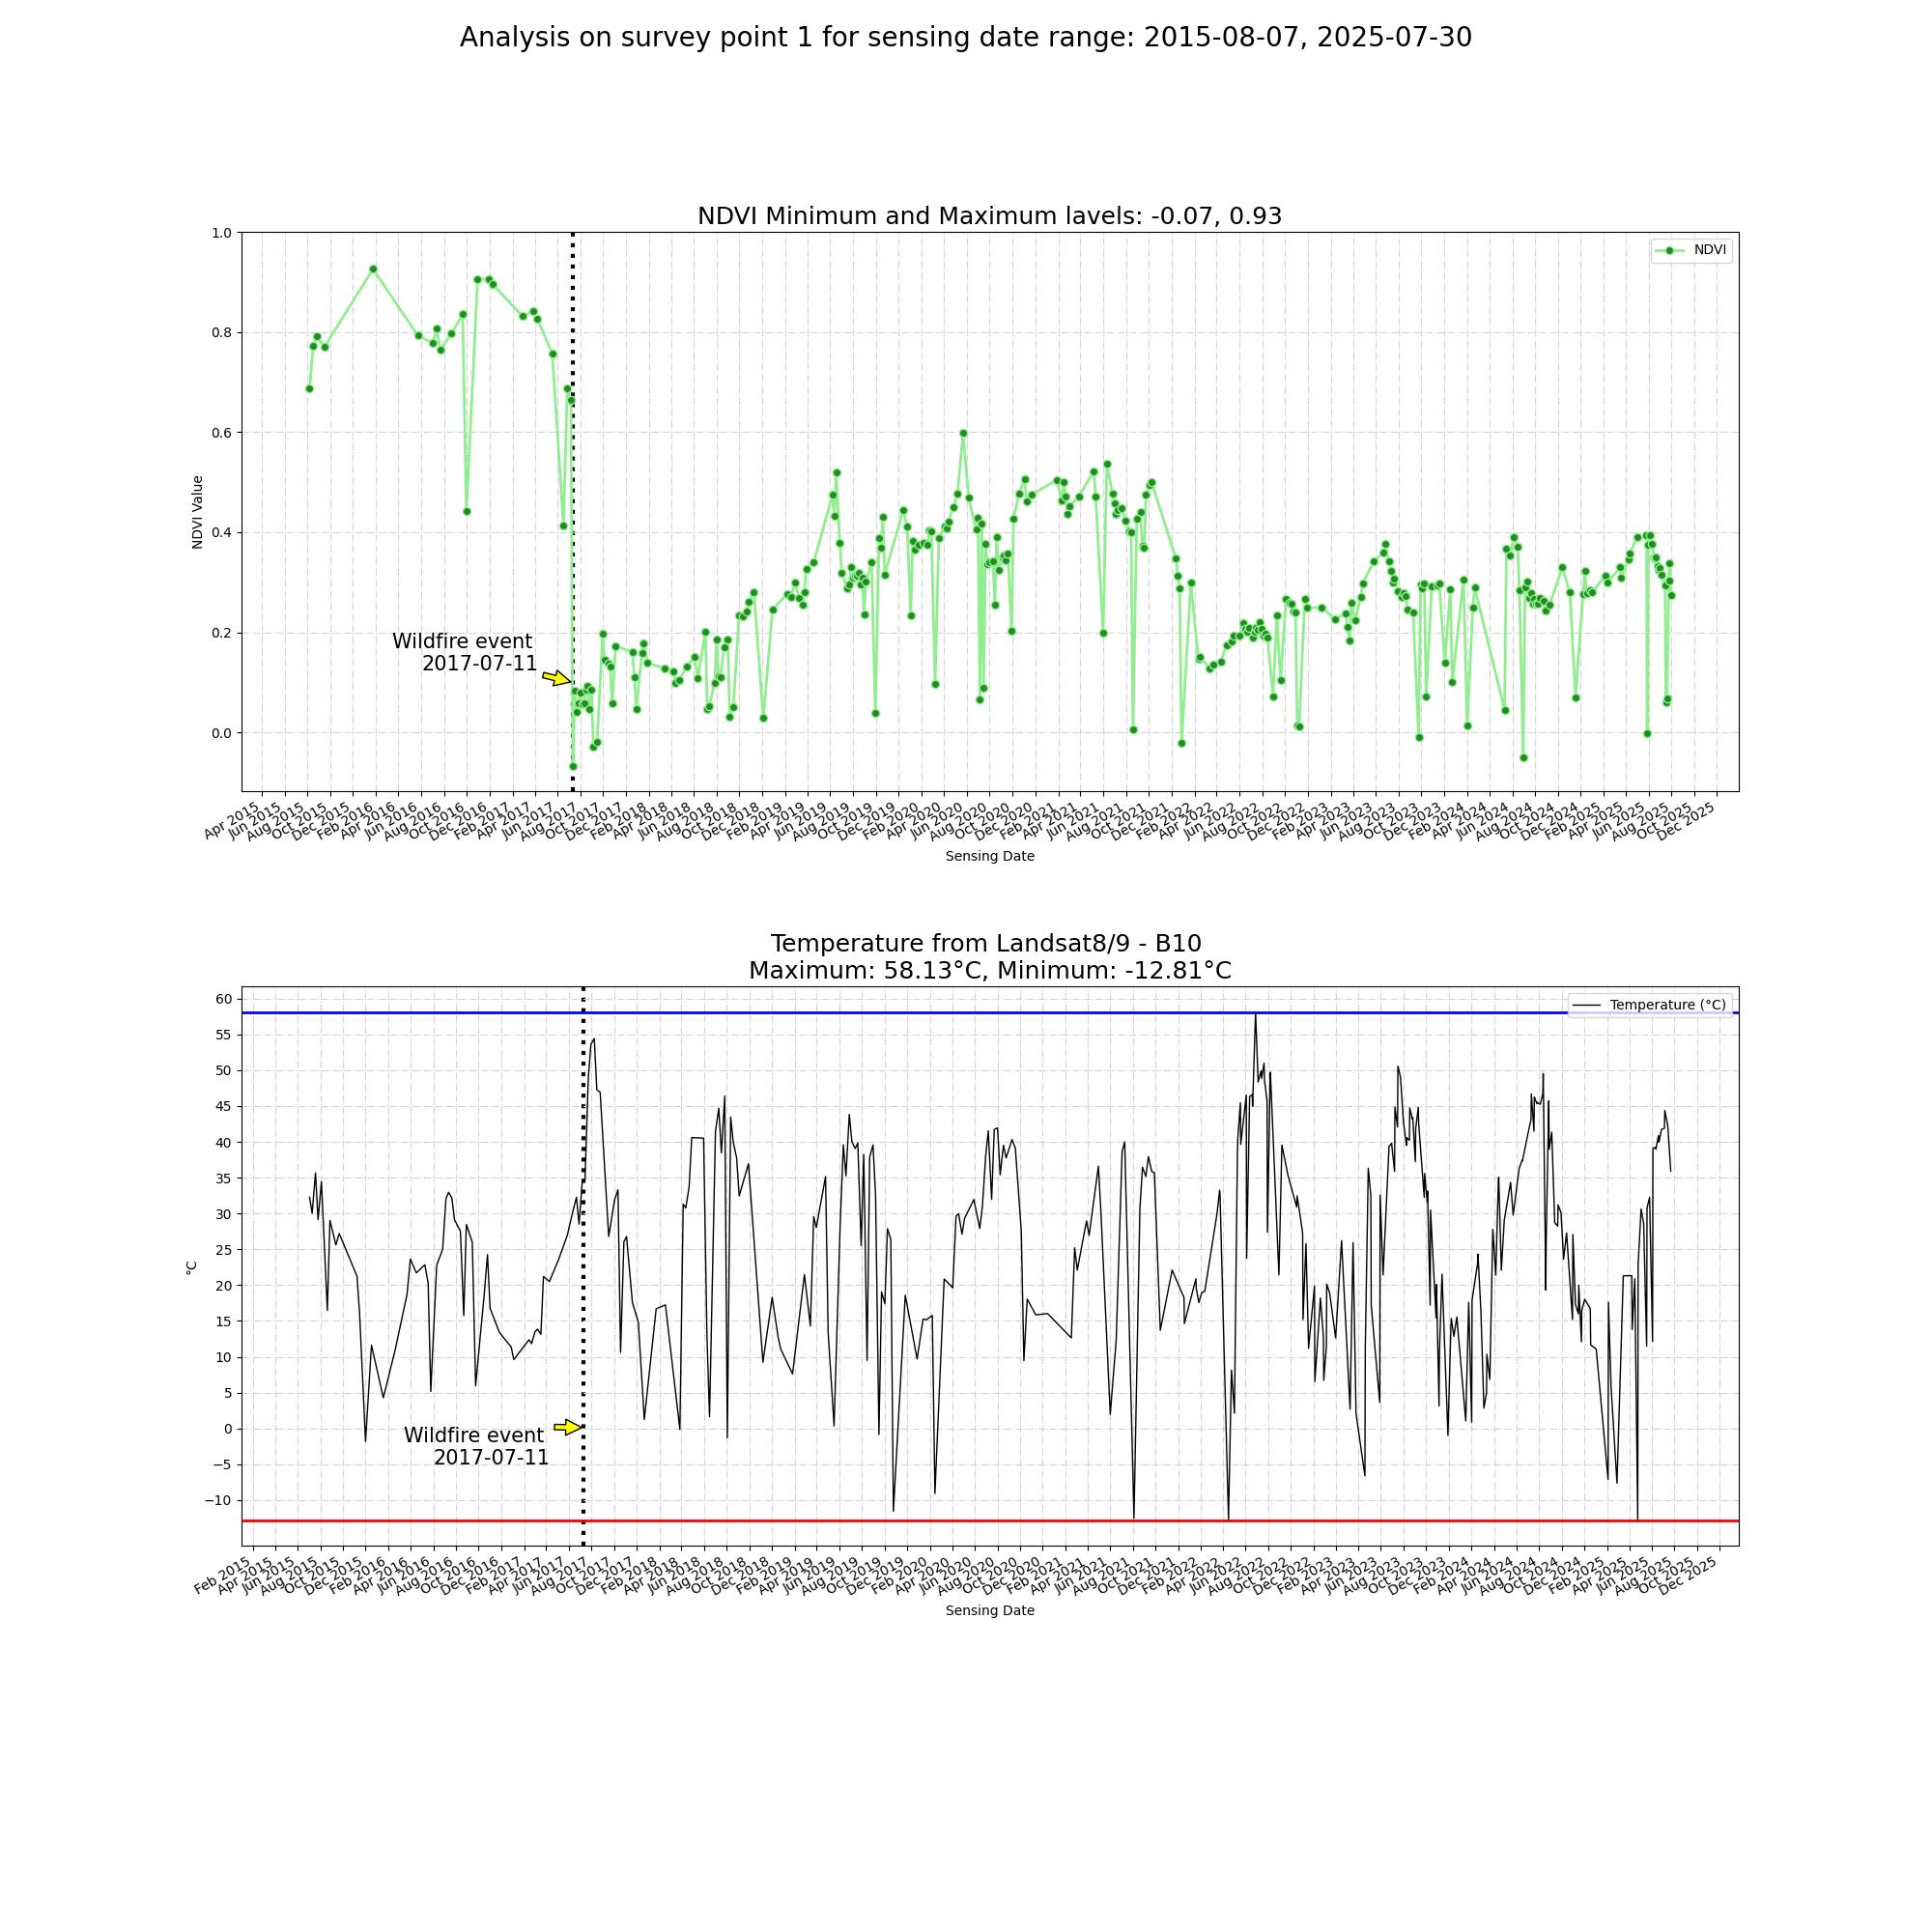 Analysis on survey point 1 for sensing date range: 2015-08-07, 2025-07-30
NDVI Minimum and Maximum lavels: -0.07, 0.93
NDVI
1.0
0.8
0.6
0.4
0.2
0.0
NDVI Value
Wildfire event
2017-07-11
Apr 2015
Jun 2015
Aug 2015
Oct 2015
Dec 2015
Feb 2016
Apr 2016
Jun 2016
Aug 2016
Oct 2016
Dec 2016
Feb 2017
Apr 2017
Jun 2017
Aug 2017
Oct 2017
Dec 2017
Feb 2018
Apr 2018
Jun 2018
Aug 2018
Oct 2018
Dec 2018
Feb 2019
Apr 2019
Jun 2019
Aug 2019
Oct 2019
Dec 2019
Feb 2020
Apr 2020
Jun 2020
Aug 2020
Oct 2020
Dec 2020
Feb 2021
Apr 2021
Jun 2021
Aug 2021
Oct 2021
Dec 2021
Feb 2022
Apr 2022
Jun 2022
Aug 2022
Oct 2022
Dec 2022
Feb 2023
Apr 2023
Jun 2023
Aug 2023
Oct 2023
Dec 2023
Feb 2024
Apr 2024
Jun 2024
Aug 2024
Oct 2024
Dec 2024
Feb 2025
Apr 2025
Jun 2025
Aug 2025
Oct 2025
Dec 2025
Sensing Date
Temperature from Landsat8/9 - B10
Maximum: 58.13°C, Minimum: -12.81°C
Temperature (°C)
60
55
50
45
40
35
30
25
20
15
10
5
0
−5
−10
°C
Wildfire event
2017-07-11
Feb 2015
Apr 2015
Jun 2015
Aug 2015
Oct 2015
Dec 2015
Feb 2016
Apr 2016
Jun 2016
Aug 2016
Oct 2016
Dec 2016
Feb 2017
Apr 2017
Jun 2017
Aug 2017
Oct 2017
Dec 2017
Feb 2018
Apr 2018
Jun 2018
Aug 2018
Oct 2018
Dec 2018
Feb 2019
Apr 2019
Jun 2019
Aug 2019
Oct 2019
Dec 2019
Feb 2020
Apr 2020
Jun 2020
Aug 2020
Oct 2020
Dec 2020
Feb 2021
Apr 2021
Jun 2021
Aug 2021
Oct 2021
Dec 2021
Feb 2022
Apr 2022
Jun 2022
Aug 2022
Oct 2022
Dec 2022
Feb 2023
Apr 2023
Jun 2023
Aug 2023
Oct 2023
Dec 2023
Feb 2024
Apr 2024
Jun 2024
Aug 2024
Oct 2024
Dec 2024
Feb 2025
Apr 2025
Jun 2025
Aug 2025
Oct 2025
Dec 2025
Sensing Date